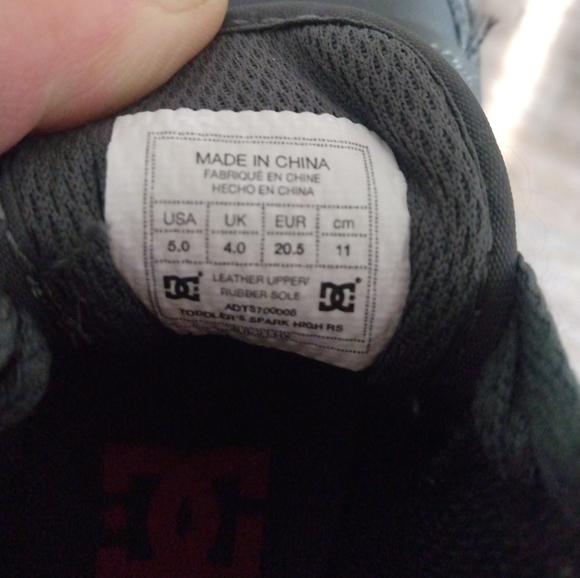 MADE IN CHINA
FABRIQUÉ EN CHINE
HECHO EN CHINA
USA UK EUR cm
5.0 4.0 20.5 11
LEATHER UPPER/
RUBBER SOLE
ADTS700006
TODDLER'S SPARK HIGH RS